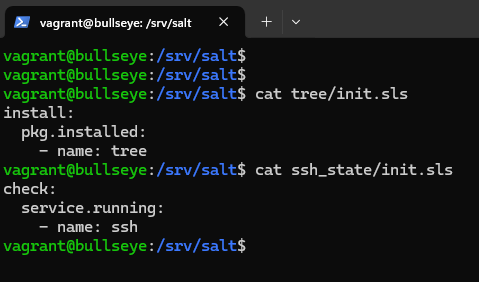 vagrant@bullseye: /srv/salt
vagrant@bullseye:/srv/salt$
vagrant@bullseye:/srv/salt$
vagrant@bullseye:/srv/salt$ cat tree/init.sls
install:
  pkg.installed:
    - name: tree
vagrant@bullseye:/srv/salt$ cat ssh_state/init.sls
check:
  service.running:
    - name: ssh
vagrant@bullseye:/srv/salt$